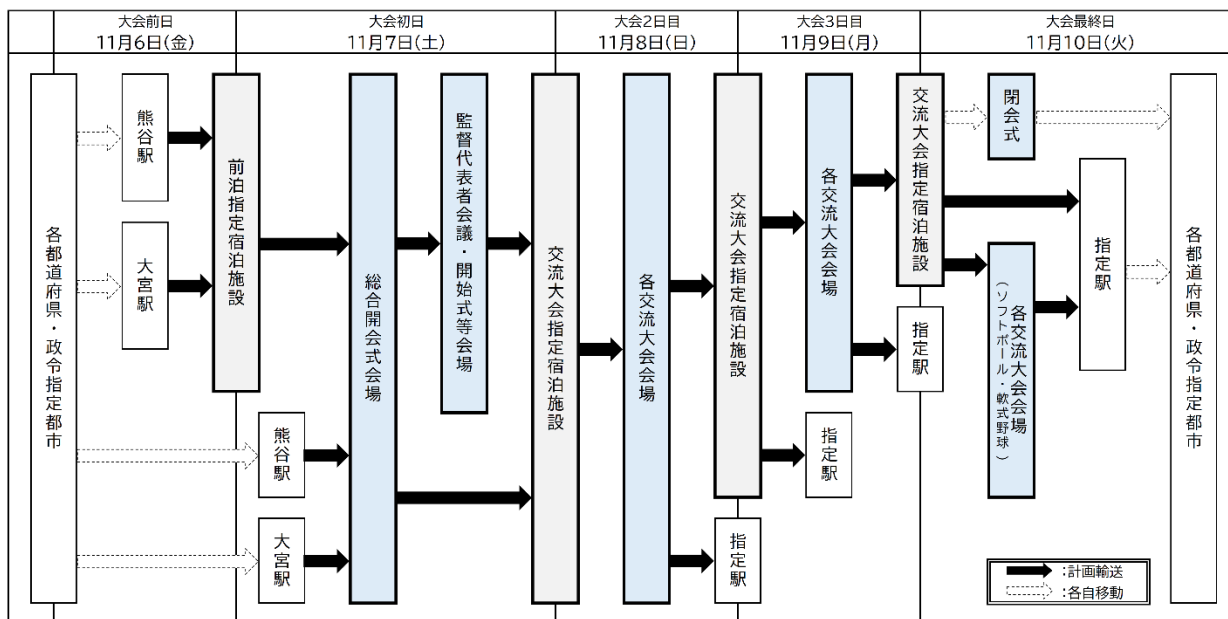 大会前日
11月6日(金)
大会初日
11月7日(土)
大会2日目
11月8日(日)
大会3日目
11月9日(月)
大会最終日
11月10日(火)
各都道府県・政令指定都市
熊谷駅
大宮駅
前泊指定宿泊施設
熊谷駅
大宮駅
総合開会式会場
監督代表者会議・開始式等会場
交流大会指定宿泊施設
各交流大会会場
交流大会指定宿泊施設
指定駅
各交流大会会場
指定駅
交流大会指定宿泊施設
指定駅
閉会式
各交流大会会場
(ソフトボール・軟式野球)
指定駅
各都道府県・政令指定都市
:計画輸送
:各自移動